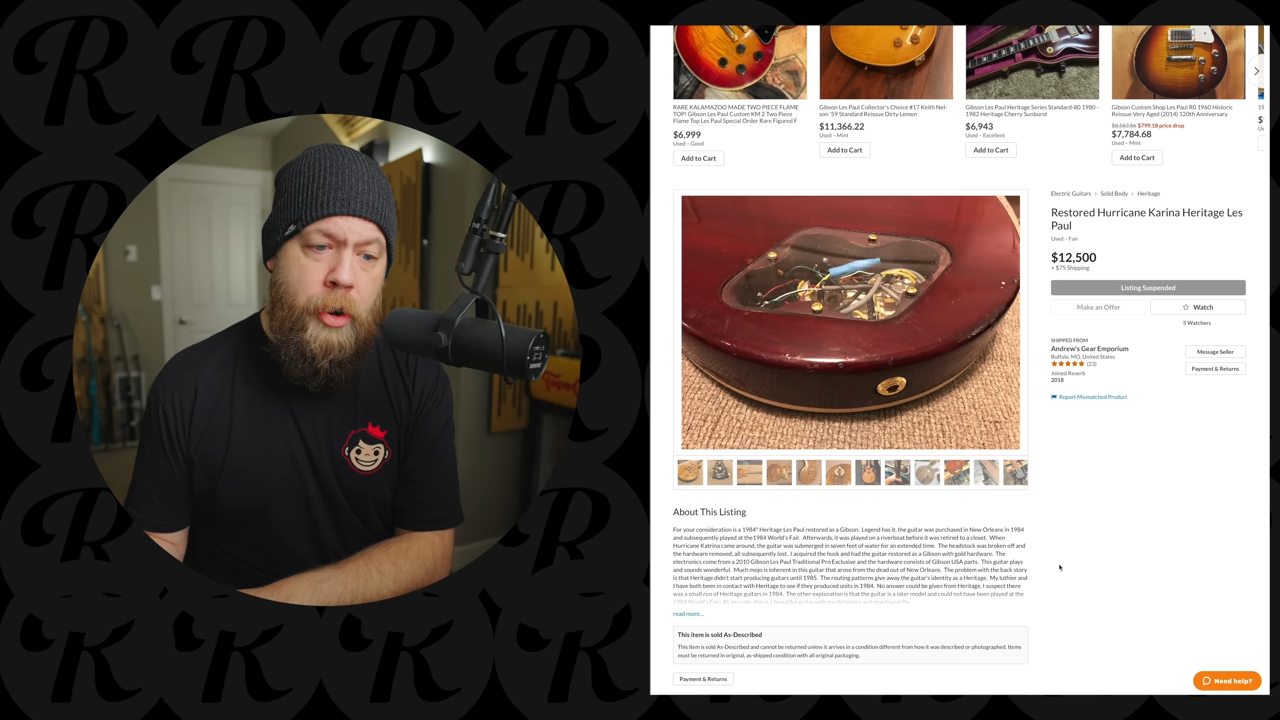 RARE KALAMAZOO MADE TWO PIECE FLAME
TOP! Gibson Les Paul Custom KM 2 Two Piece
Flame Top Les Paul Special Order Rare Figured F
$6,999
Used – Good
Add to Cart
Gibson Les Paul Collector's Choice #17 Keith Nel-
son '59 Standard Reissue Dirty Lemon
$11,366.22
Used – Mint
Add to Cart
Gibson Les Paul Heritage Series Standard-80 1980 -
1982 Heritage Cherry Sunburst
$6,943
Used – Excellent
Add to Cart
Gibson Custom Shop Les Paul R0 1960 Historic
Reissue Very Aged (2014) 120th Anniversary
$799.18 price drop
$7,784.68
Used – Mint
Add to Cart
Electric Guitars > Solid Body > Heritage
Restored Hurricane Karina Heritage Les
Paul
Used – Fair
$12,500
+ $75 Shipping
Listing Suspended
Make an Offer
Watch
5 Watchers
SHIPPED FROM
Andrew's Gear Emporium
Buffalo, MO, United States
(23)
Joined Reverb
2018
Message Seller
Payment & Returns
Report Mismatched Product
About This Listing
For your consideration is a 1984* Heritage Les Paul restored as a Gibson. Legend has it, the guitar was purchased in New Orleans in 1984
and subsequently played at the1984 World's Fair. Afterwards, it was played on a riverboat before it was retired to a closet. When
Hurricane Katrina came around, the guitar was submerged in seven feet of water for an extended time. The headstock was broken off and
the hardware removed, all subsequently lost. I acquired the husk and had the guitar restored as a Gibson with gold hardware. The
electronics come from a 2010 Gibson Les Paul Traditional Pro Exclusive and the hardware consists of Gibson USA parts. This guitar plays
and sounds wonderful. Much mojo is inherent in this guitar that arose from the dead out of New Orleans. The problem with the back story
is that Heritage didn't start producing guitars until 1985. The routing patterns give away the guitar's identity as a Heritage. My luthier and
I have both been in contact with Heritage to see if they produced units in 1984. No answer could be given from Heritage. I suspect there
was a small run of Heritage guitars in 1984. The other explanation is that the guitar is a later model and could not have been played at the
1984 World's Fair. At any rate, this is a beautiful guitar with much history and new found life.
read more...
This item is sold As-Described
This item is sold As-Described and cannot be returned unless it arrives in a condition different from how it was described or photographed. Items
must be returned in original, as-shipped condition with all original packaging.
Payment & Returns
Need help?